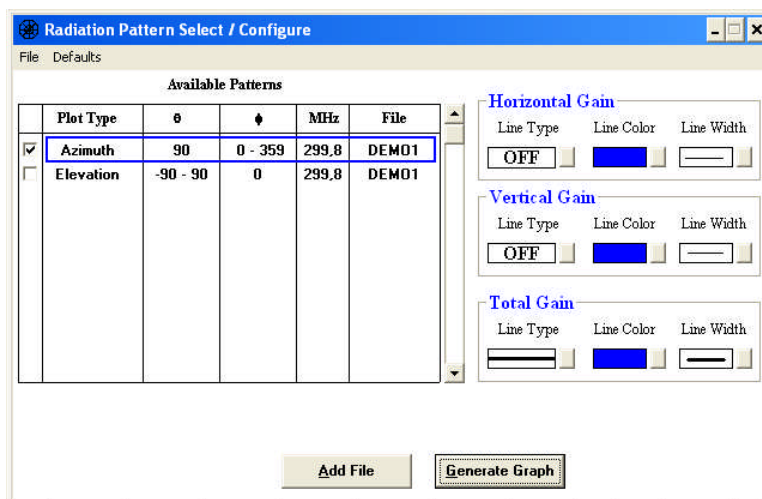 Radiation Pattern Select / Configure
File Defaults
Available Patterns
Plot Type θ ϕ MHz File
Azimuth 90 0 - 359 299,8 DEMO1
Elevation -90 - 90 0 299,8 DEMO1
Horizontal Gain
Line Type Line Color Line Width
OFF
Vertical Gain
Line Type Line Color Line Width
OFF
Total Gain
Line Type Line Color Line Width
Add File Generate Graph